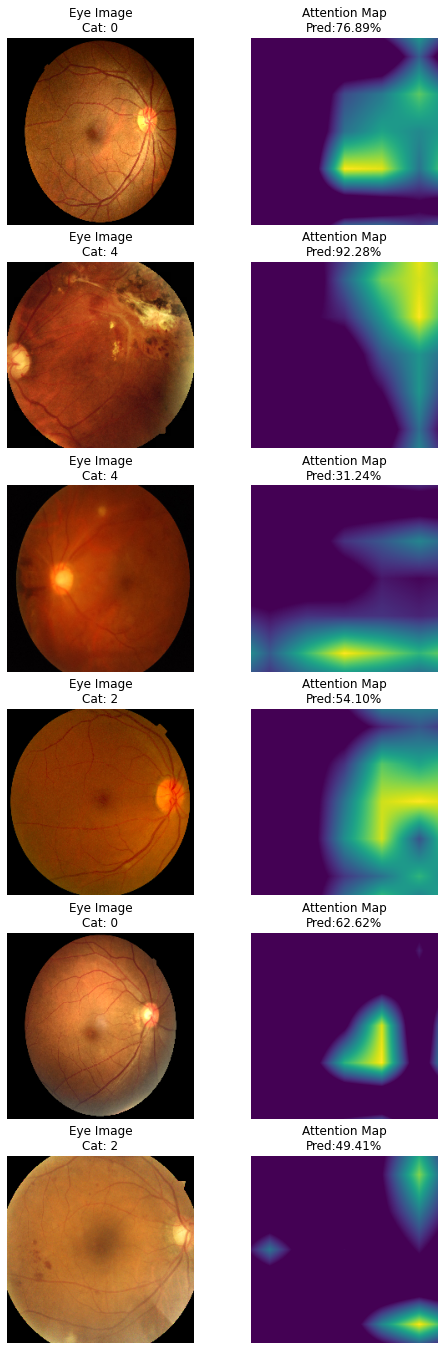 Eye Image
Cat: 0
Attention Map
Pred:76.89%
Eye Image
Cat: 4
Attention Map
Pred:92.28%
Eye Image
Cat: 4
Attention Map
Pred:31.24%
Eye Image
Cat: 2
Attention Map
Pred:54.10%
Eye Image
Cat: 0
Attention Map
Pred:62.62%
Eye Image
Cat: 2
Attention Map
Pred:49.41%